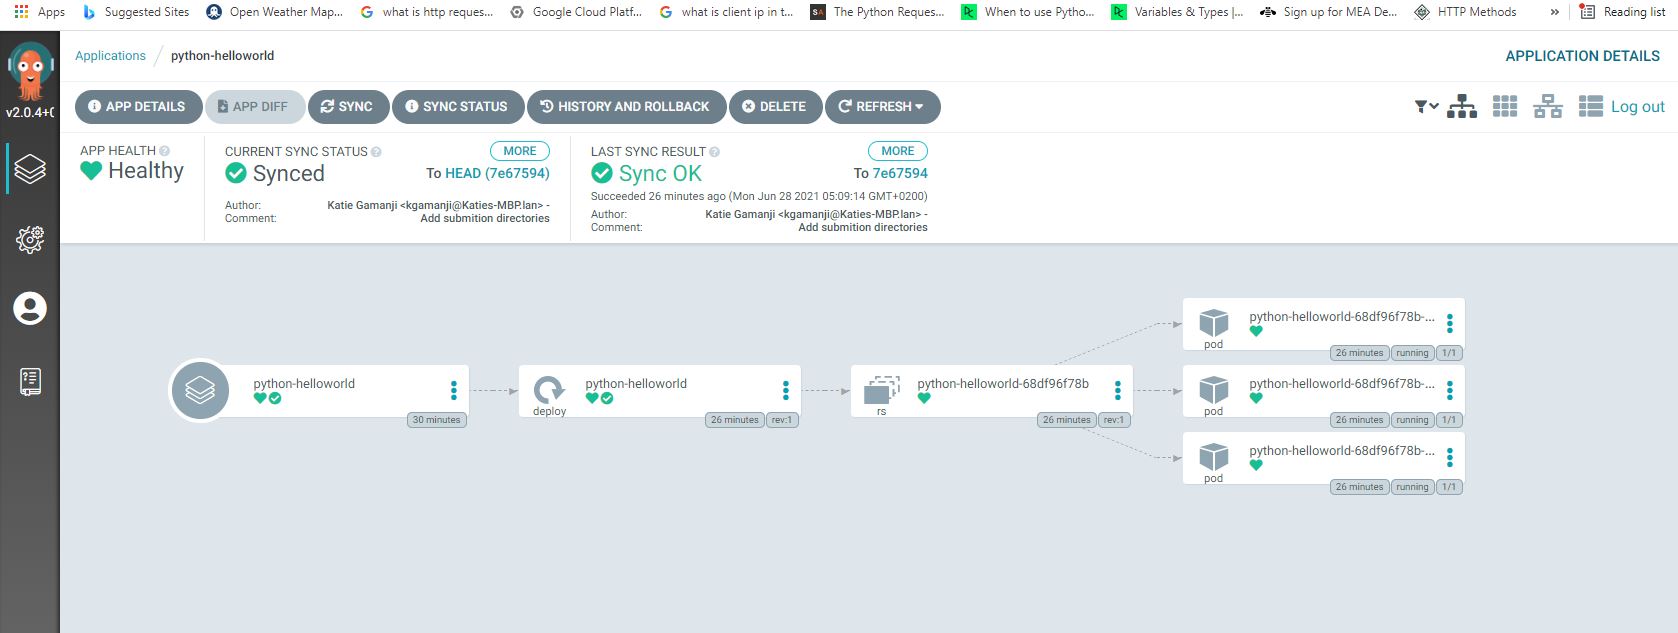 Apps Suggested Sites Open Weather Map... what is http reques... Google Cloud Platf... what is client ip in t... SA The Python Reques... When to use Pytho... Variables & Types |... Sign up for MEA De... HTTP Methods » Reading list
v2.0.4+
Applications / python-helloworld APPLICATION DETAILS
APP DETAILS APP DIFF SYNC SYNC STATUS HISTORY AND ROLLBACK DELETE REFRESH Log out
APP HEALTH
Healthy
CURRENT SYNC STATUS MORE
Synced To HEAD (7e67594)
Author: Katie Gamanji <kgamanji@Katies-MBP.lan> -
Comment: Add submition directories
LAST SYNC RESULT MORE
Sync OK To 7e67594
Succeeded 26 minutes ago (Mon Jun 28 2021 05:09:14 GMT+0200)
Author: Katie Gamanji <kgamanji@Katies-MBP.lan> -
Comment: Add submition directories
python-helloworld
30 minutes
python-helloworld
deploy
26 minutes rev:1
python-helloworld-68df96f78b
rs
26 minutes rev:1
python-helloworld-68df96f78b-...
pod
26 minutes running 1/1
python-helloworld-68df96f78b-...
pod
26 minutes running 1/1
python-helloworld-68df96f78b-...
pod
26 minutes running 1/1